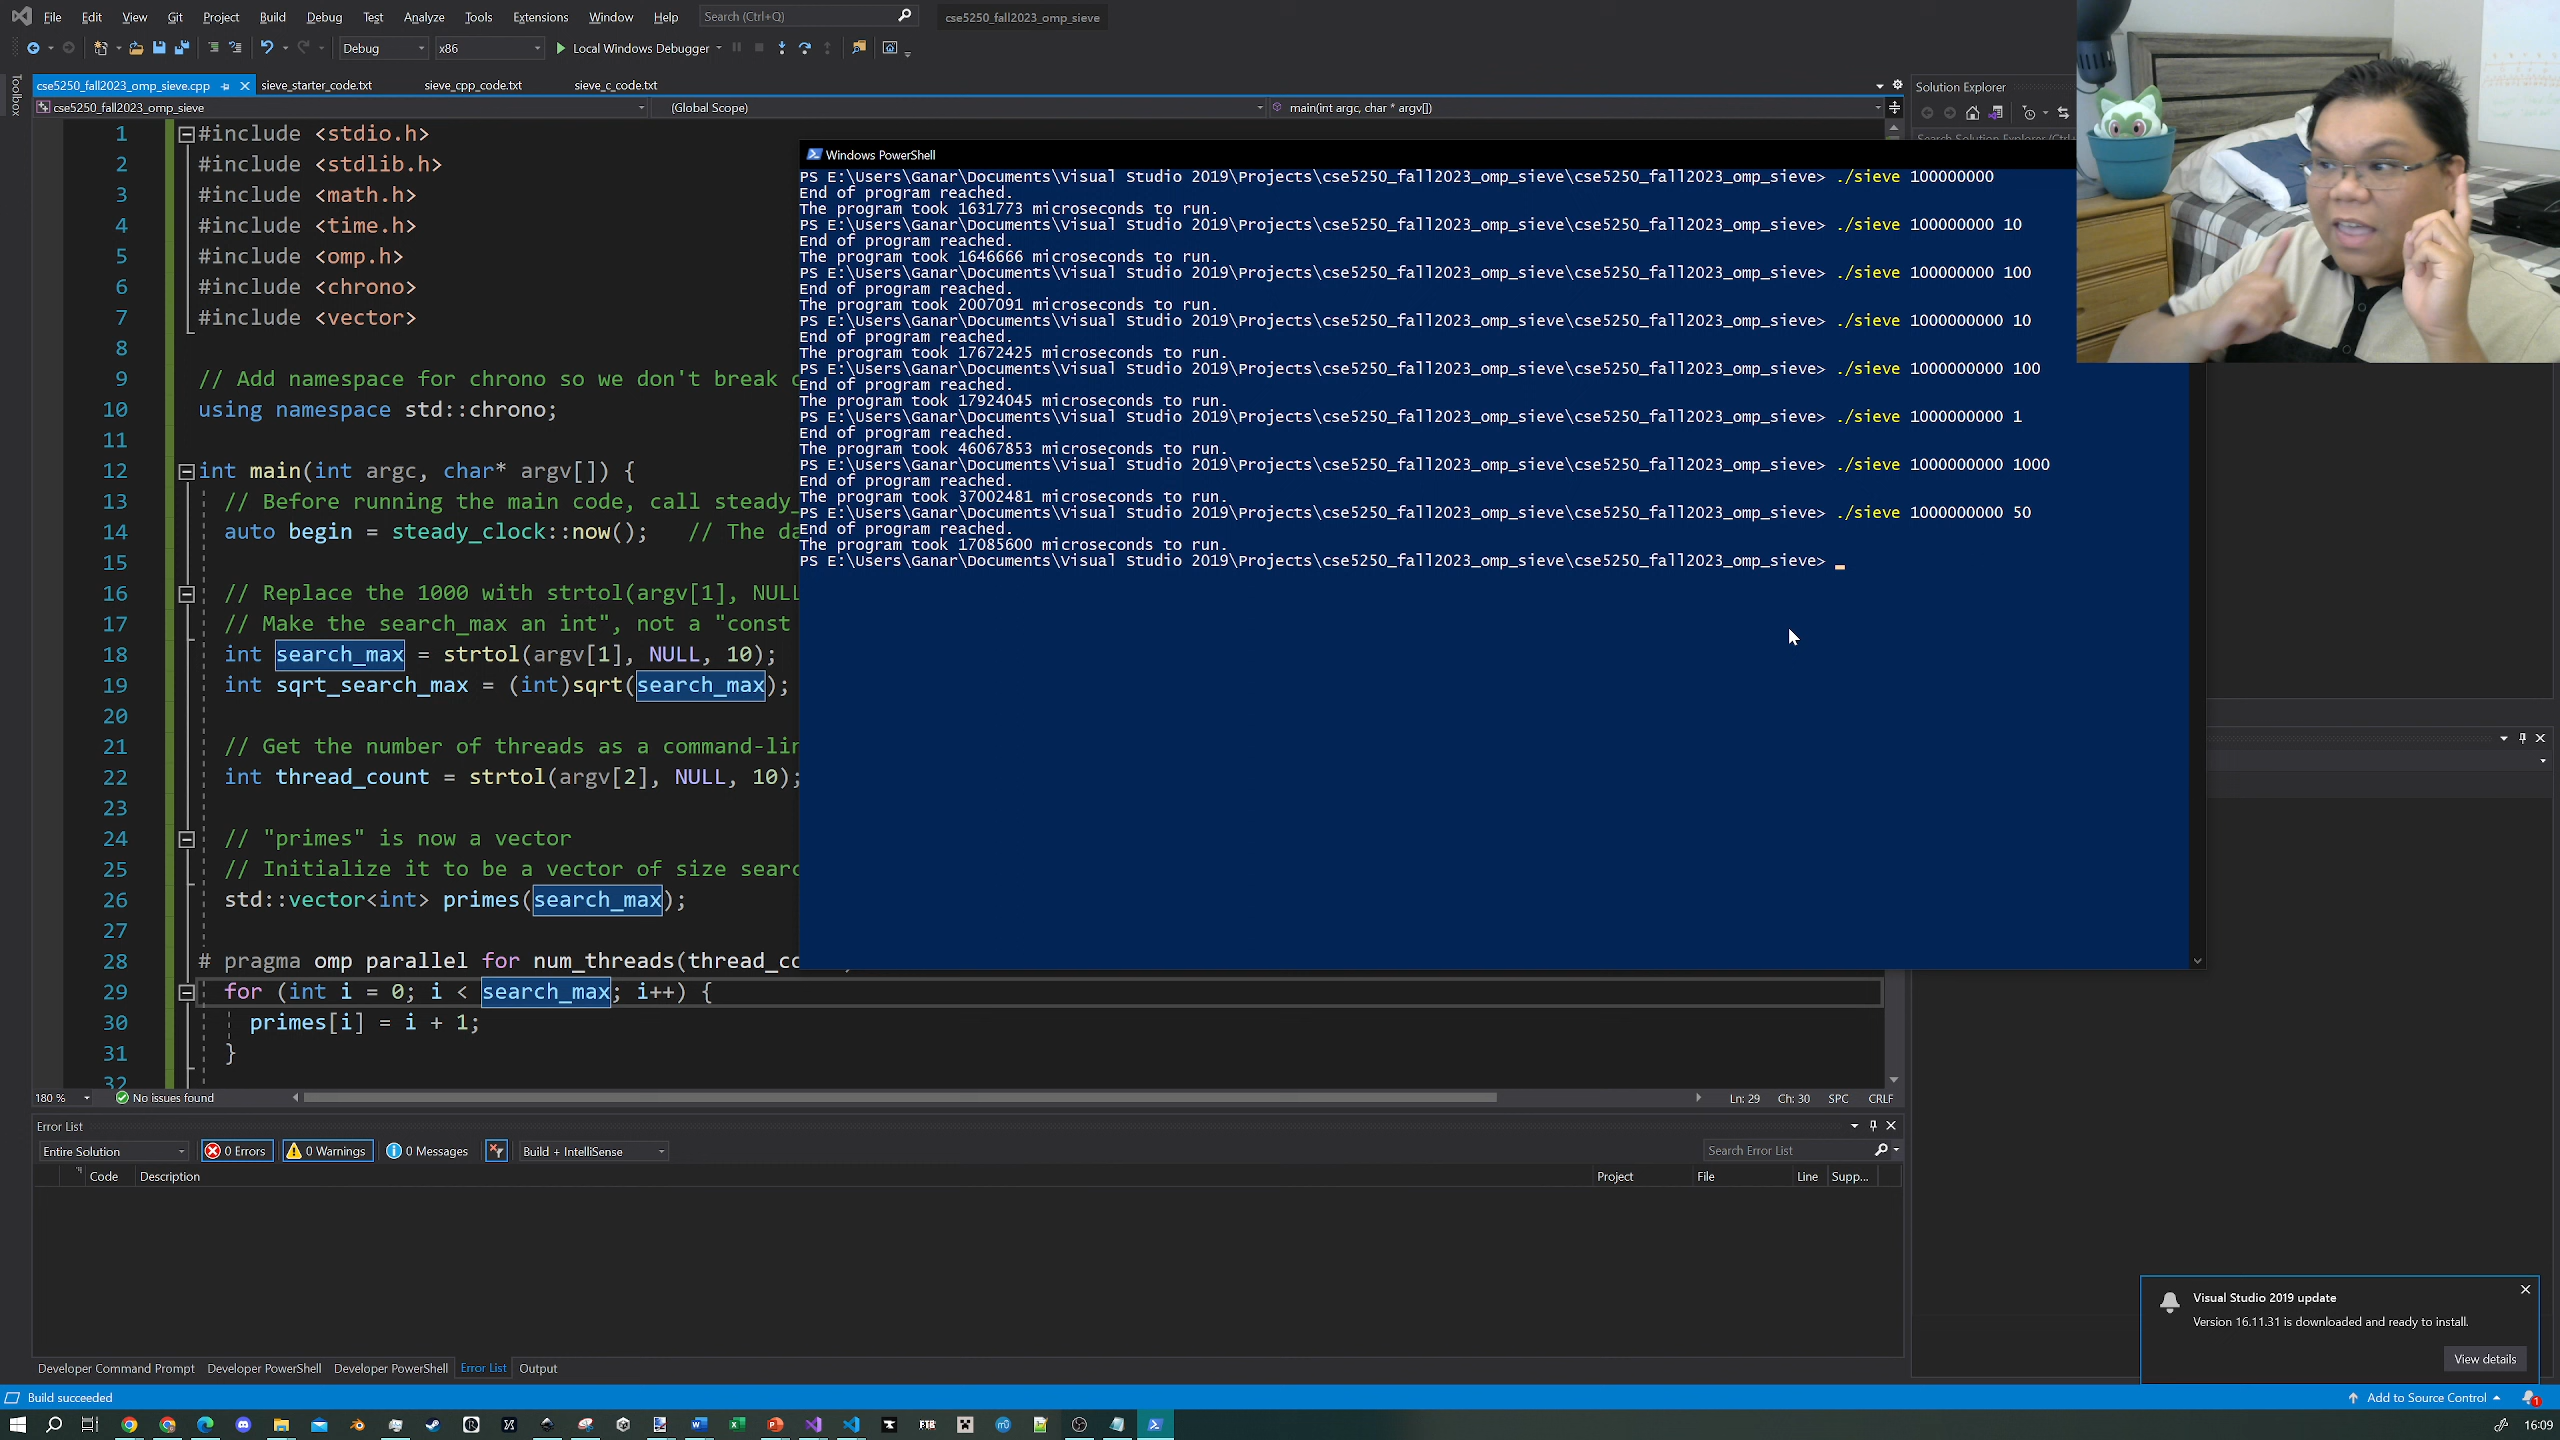 File Edit View Git Project Build Debug Test Analyze Tools Extensions Window Help Search (Ctrl+Q) cse5250_fall2023_omp_sieve
Debug x86 Local Windows Debugger
Toolbox
cse5250_fall2023_omp_sieve.cpp sieve_starter_code.txt sieve_cpp_code.txt sieve_c_code.txt
cse5250_fall2023_omp_sieve (Global Scope) main(int argc, char * argv[])
1 #include <stdio.h>
2 #include <stdlib.h>
3 #include <math.h>
4 #include <time.h>
5 #include <omp.h>
6 #include <chrono>
7 #include <vector>
8
9 // Add namespace for chrono so we don't break
10 using namespace std::chrono;
11
12 int main(int argc, char* argv[]) {
13 // Before running the main code, call steady_
14 auto begin = steady_clock::now(); // The da
15
16 // Replace the 1000 with strtol(argv[1], NULL
17 // Make the search_max an int", not a "const
18 int search_max = strtol(argv[1], NULL, 10);
19 int sqrt_search_max = (int)sqrt(search_max);
20
21 // Get the number of threads as a command-lin
22 int thread_count = strtol(argv[2], NULL, 10);
23
24 // "primes" is now a vector
25 // Initialize it to be a vector of size searc
26 std::vector<int> primes(search_max);
27
28 # pragma omp parallel for num_threads(thread_co
29 for (int i = 0; i < search_max; i++) {
30 primes[i] = i + 1;
31 }
32
Windows PowerShell
PS E:\Users\Ganar\Documents\Visual Studio 2019\Projects\cse5250_fall2023_omp_sieve\cse5250_fall2023_omp_sieve> ./sieve 100000000
End of program reached.
The program took 1631773 microseconds to run.
PS E:\Users\Ganar\Documents\Visual Studio 2019\Projects\cse5250_fall2023_omp_sieve\cse5250_fall2023_omp_sieve> ./sieve 100000000 10
End of program reached.
The program took 1646666 microseconds to run.
PS E:\Users\Ganar\Documents\Visual Studio 2019\Projects\cse5250_fall2023_omp_sieve\cse5250_fall2023_omp_sieve> ./sieve 100000000 100
End of program reached.
The program took 2007091 microseconds to run.
PS E:\Users\Ganar\Documents\Visual Studio 2019\Projects\cse5250_fall2023_omp_sieve\cse5250_fall2023_omp_sieve> ./sieve 1000000000 10
End of program reached.
The program took 17672425 microseconds to run.
PS E:\Users\Ganar\Documents\Visual Studio 2019\Projects\cse5250_fall2023_omp_sieve\cse5250_fall2023_omp_sieve> ./sieve 1000000000 100
End of program reached.
The program took 17924045 microseconds to run.
PS E:\Users\Ganar\Documents\Visual Studio 2019\Projects\cse5250_fall2023_omp_sieve\cse5250_fall2023_omp_sieve> ./sieve 1000000000 1
End of program reached.
The program took 46067853 microseconds to run.
PS E:\Users\Ganar\Documents\Visual Studio 2019\Projects\cse5250_fall2023_omp_sieve\cse5250_fall2023_omp_sieve> ./sieve 1000000000 1000
End of program reached.
The program took 37002481 microseconds to run.
PS E:\Users\Ganar\Documents\Visual Studio 2019\Projects\cse5250_fall2023_omp_sieve\cse5250_fall2023_omp_sieve> ./sieve 1000000000 50
End of program reached.
The program took 17085600 microseconds to run.
PS E:\Users\Ganar\Documents\Visual Studio 2019\Projects\cse5250_fall2023_omp_sieve\cse5250_fall2023_omp_sieve>
Solution Explorer
Search Solution Explorer (Ctrl+
180 % No issues found Ln: 29 Ch: 30 SPC CRLF
Error List
Entire Solution 0 Errors 0 Warnings 0 Messages Build + IntelliSense Search Error List
Code Description Project File Line Supp...
Visual Studio 2019 update
Version 16.11.31 is downloaded and ready to install.
View details
Developer Command Prompt Developer PowerShell Developer PowerShell Error List Output
Build succeeded Add to Source Control 1
FTB 16:09